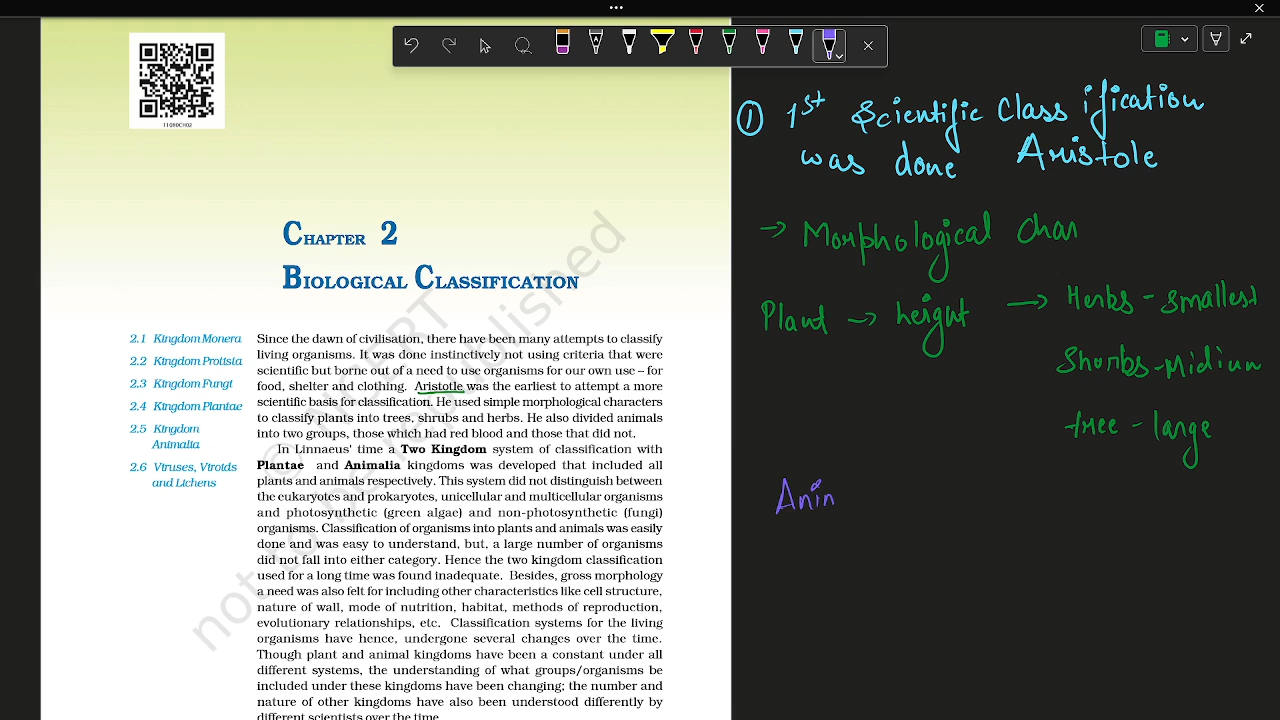 11080CH02
CHAPTER 2
BIOLOGICAL CLASSIFICATION
2.1 Kingdom Monera
2.2 Kingdom Protista
2.3 Kingdom Fungi
2.4 Kingdom Plantae
2.5 Kingdom
Animalia
2.6 Viruses, Viroids
and Lichens
Since the dawn of civilisation, there have been many attempts to classify
living organisms. It was done instinctively not using criteria that were
scientific but borne out of a need to use organisms for our own use – for
food, shelter and clothing. Aristotle was the earliest to attempt a more
scientific basis for classification. He used simple morphological characters
to classify plants into trees, shrubs and herbs. He also divided animals
into two groups, those which had red blood and those that did not.
In Linnaeus' time a Two Kingdom system of classification with
Plantae and Animalia kingdoms was developed that included all
plants and animals respectively. This system did not distinguish between
the eukaryotes and prokaryotes, unicellular and multicellular organisms
and photosynthetic (green algae) and non-photosynthetic (fungi)
organisms. Classification of organisms into plants and animals was easily
done and was easy to understand, but, a large number of organisms
did not fall into either category. Hence the two kingdom classification
used for a long time was found inadequate. Besides, gross morphology
a need was also felt for including other characteristics like cell structure,
nature of wall, mode of nutrition, habitat, methods of reproduction,
evolutionary relationships, etc. Classification systems for the living
organisms have hence, undergone several changes over the time.
Though plant and animal kingdoms have been a constant under all
different systems, the understanding of what groups/organisms be
included under these kingdoms have been changing; the number and
nature of other kingdoms have also been understood differently by
different scientists over the time.
© NCERT
not to be republished
① 1st Scientific Classification
was done Aristole
→ Morphological Char
Plant → height → Herbs - smallest
Shurbs - Midium
tree - large
Anin